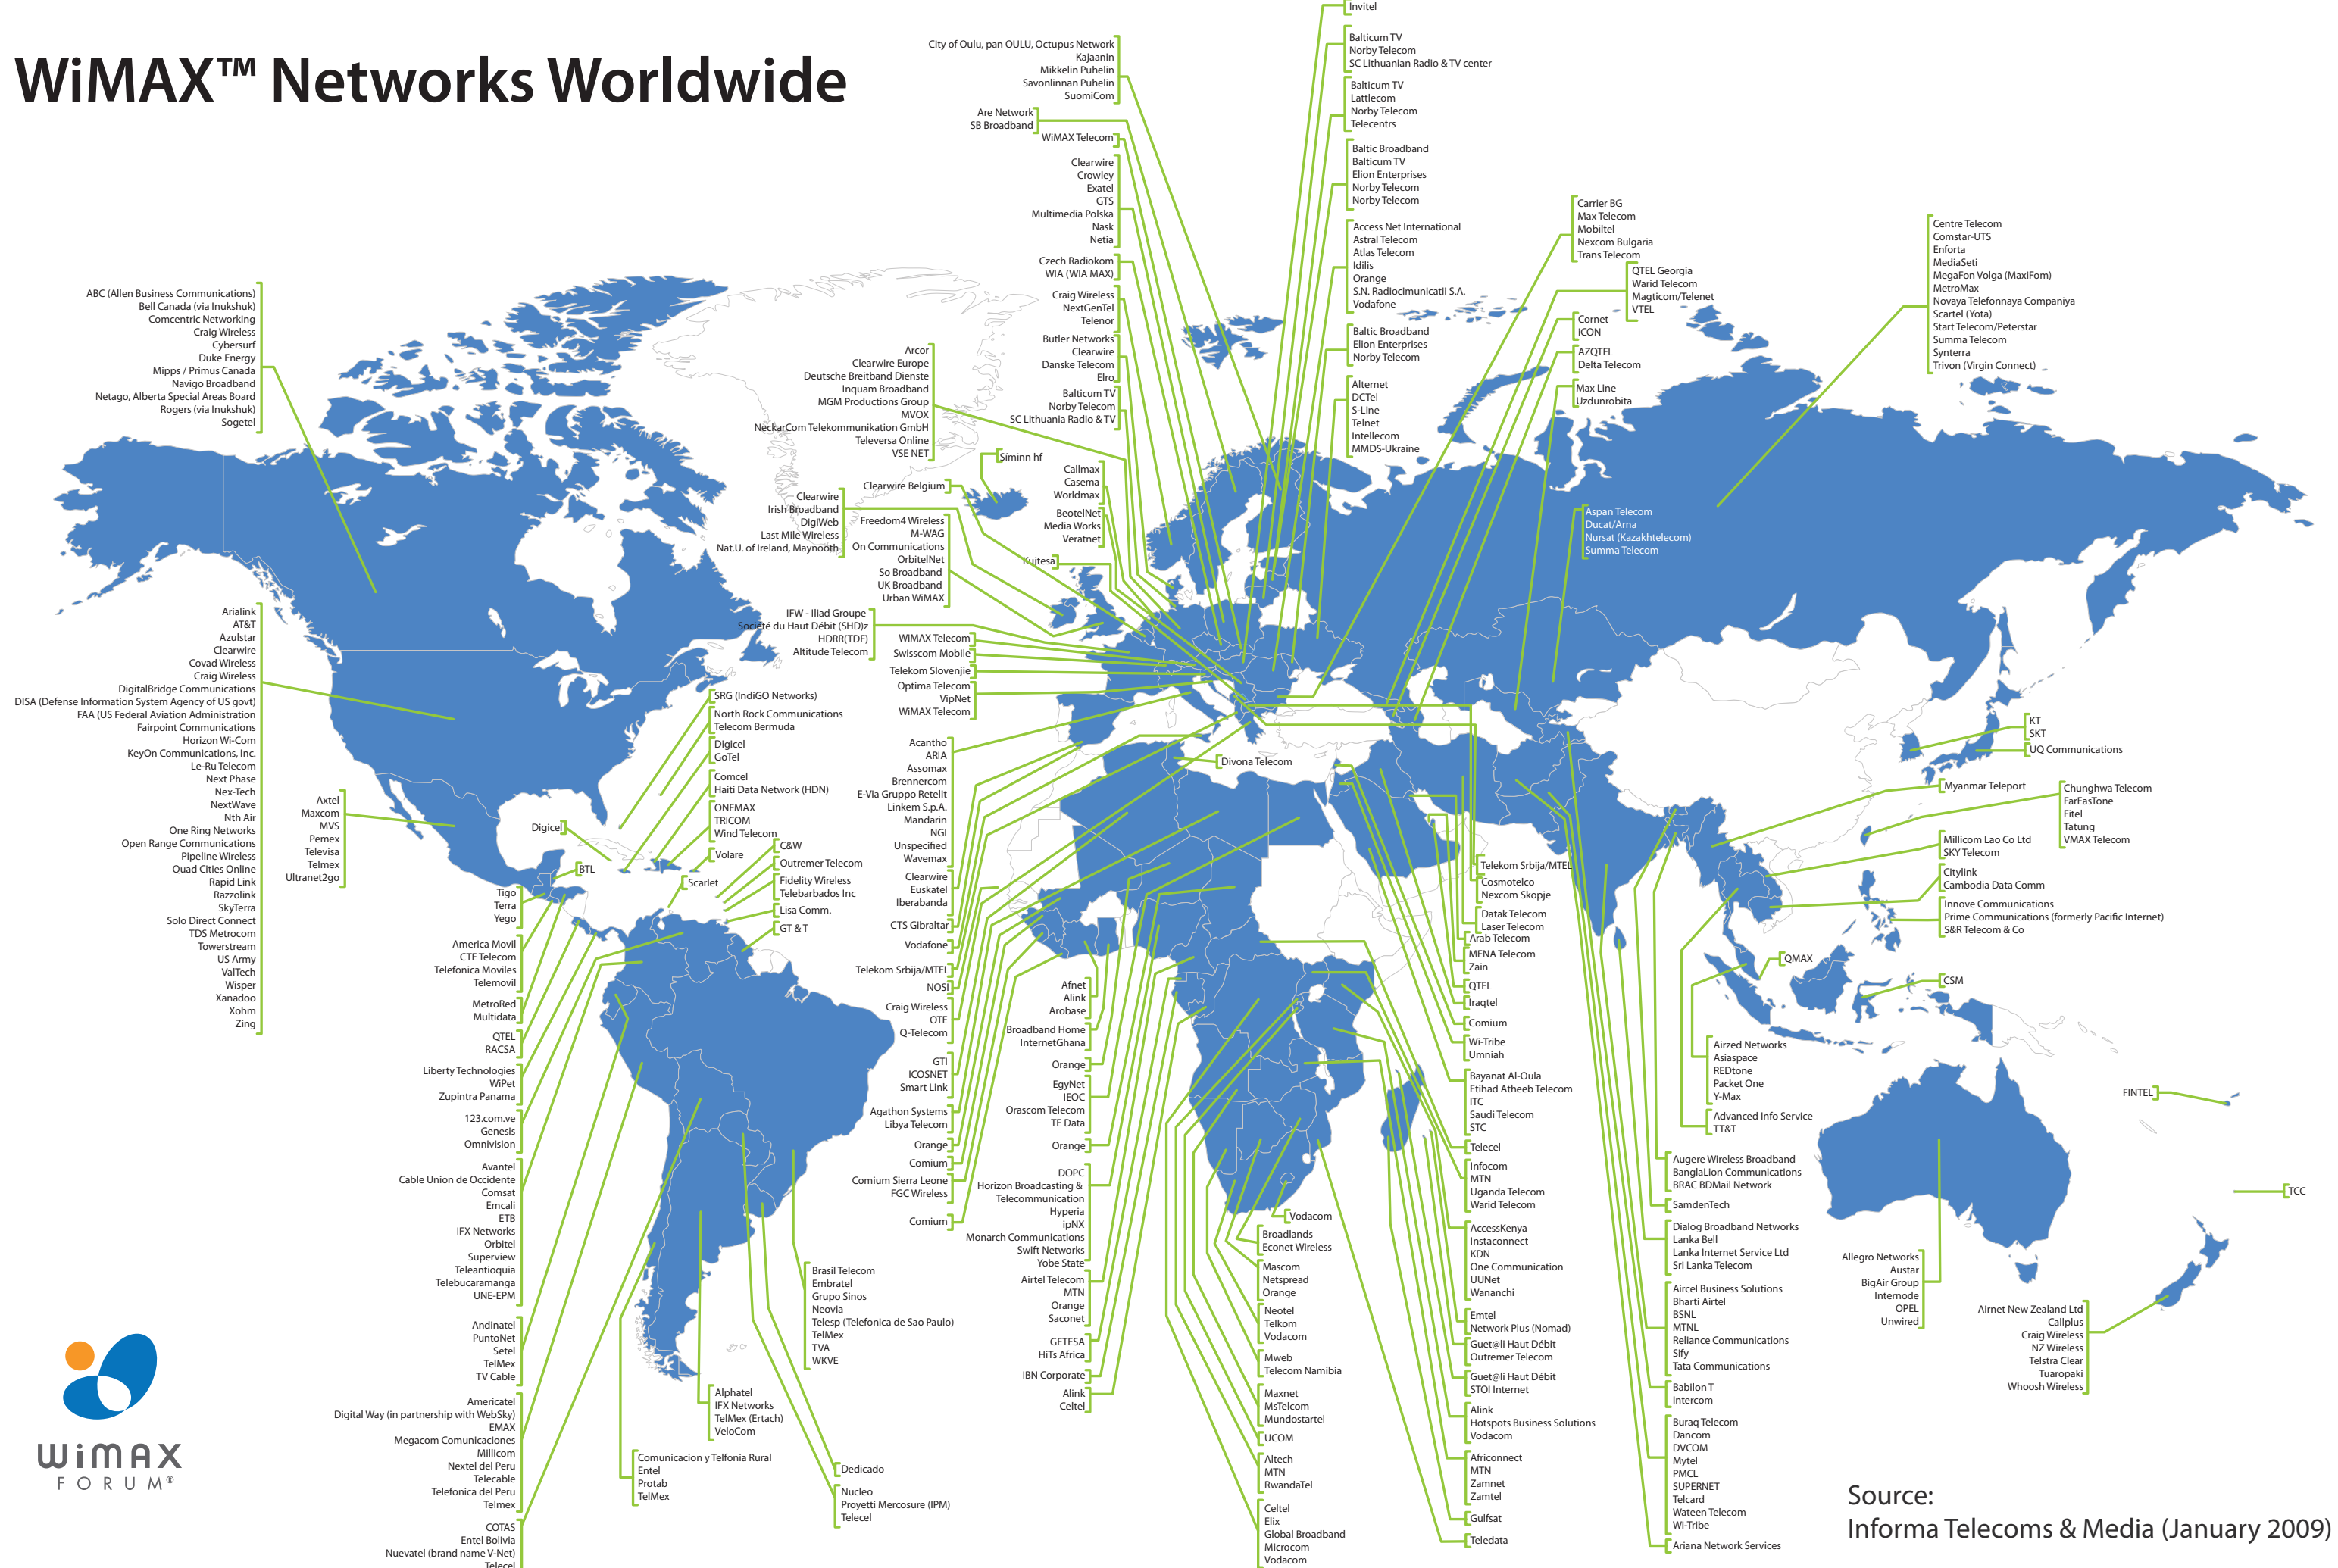 WiMAX™ Networks Worldwide
ABC (Allen Business Communications)
Bell Canada (via Inukshuk)
Comcentric Networking
Craig Wireless
Cybersurf
Duke Energy
Mipps / Primus Canada
Navigo Broadband
Netago, Alberta Special Areas Board
Rogers (via Inukshuk)
Sogetel
Arialink
AT&T
Azulstar
Clearwire
Covad Wireless
Craig Wireless
DigitalBridge Communications
DISA (Defense Information System Agency of US govt)
FAA (US Federal Aviation Administration
Fairpoint Communications
Horizon Wi-Com
KeyOn Communications, Inc.
Le-Ru Telecom
Next Phase
Nex-Tech
NextWave
Nth Air
One Ring Networks
Open Range Communications
Pipeline Wireless
Quad Cities Online
Rapid Link
Razzolink
SkyTerra
Solo Direct Connect
TDS Metrocom
Towerstream
US Army
ValTech
Wisper
Xanadoo
Xohm
Zing
Axtel
Maxcom
MVS
Pemex
Televisa
Telmex
Ultranet2go
Tigo
Terra
Yego
America Movil
CTE Telecom
Telefonica Moviles
Telemovil
MetroRed
Multidata
QTEL
RACSA
Liberty Technologies
WiPet
Zupintra Panama
123.com.ve
Genesis
Omnivision
Avantel
Cable Union de Occidente
Comsat
Emcali
ETB
IFX Networks
Orbitel
Superview
Teleantioquia
Telebucaramanga
UNE-EPM
Andinatel
PuntoNet
Setel
TelMex
TV Cable
Americatel
Digital Way (in partnership with WebSky)
EMAX
Megacom Comunicaciones
Millicom
Nextel del Peru
Telecable
Telefonica del Peru
Telmex
COTAS
Entel Bolivia
Nuevatel (brand name V-Net)
Telecel
Digicel
BTL
SRG (IndiGO Networks)
North Rock Communications
Telecom Bermuda
Digicel
GoTel
Comcel
Haiti Data Network (HDN)
ONEMAX
TRICOM
Wind Telecom
Volare
Scarlet
C&W
Outremer Telecom
Fidelity Wireless
Telebarbados Inc
Lisa Comm.
GT & T
Brasil Telecom
Embratel
Grupo Sinos
Neovia
Telesp (Telefonica de Sao Paulo)
TelMex
TVA
WKVE
Alphatel
IFX Networks
TelMex (Ertach)
VeloCom
Comunicacion y Telfonia Rural
Entel
Protab
TelMex
Dedicado
Nucleo
Proyetti Mercosure (IPM)
Telecel
City of Oulu, pan OULU, Octupus Network
Kajaanin
Mikkelin Puhelin
Savonlinnan Puhelin
SuomiCom
Are Network
SB Broadband
WiMAX Telecom
Clearwire
Crowley
Exatel
GTS
Multimedia Polska
Nask
Netia
Czech Radiokom
WIA (WIA MAX)
Craig Wireless
NextGenTel
Telenor
Butler Networks
Clearwire
Danske Telecom
Elro
Balticum TV
Norby Telecom
SC Lithuania Radio & TV
Arcor
Clearwire Europe
Deutsche Breitband Dienste
Inquam Broadband
MGM Productions Group
MVOX
NeckarCom Telekommunikation GmbH
Televersa Online
VSE NET
Síminn hf
Clearwire Belgium
Callmax
Casema
Worldmax
BeotelNet
Media Works
Veratnet
Kujtesa
Clearwire
Irish Broadband
DigiWeb
Last Mile Wireless
Nat.U. of Ireland, Maynooth
Freedom4 Wireless
M-WAG
On Communications
OrbitelNet
So Broadband
UK Broadband
Urban WiMAX
IFW - Iliad Groupe
Société du Haut Débit (SHD)z
HDRR(TDF)
Altitude Telecom
WiMAX Telecom
Swisscom Mobile
Telekom Slovenjie
Optima Telecom
VipNet
WiMAX Telecom
Acantho
ARIA
Assomax
Brennercom
E-Via Gruppo Retelit
Linkem S.p.A.
Mandarin
NGI
Unspecified
Wavemax
Clearwire
Euskatel
Iberabanda
CTS Gibraltar
Vodafone
Telekom Srbija/MTEL
NOSI
Craig Wireless
OTE
Q-Telecom
GTI
ICOSNET
Smart Link
Agathon Systems
Libya Telecom
Orange
Comium
Comium Sierra Leone
FGC Wireless
Comium
Invitel
Balticum TV
Norby Telecom
SC Lithuanian Radio & TV center
Balticum TV
Lattlecom
Norby Telecom
Telecentrs
Baltic Broadband
Balticum TV
Elion Enterprises
Norby Telecom
Norby Telecom
Access Net International
Astral Telecom
Atlas Telecom
Idilis
Orange
S.N. Radiocimunicatii S.A.
Vodafone
Baltic Broadband
Elion Enterprises
Norby Telecom
Alternet
DCTel
S-Line
Telnet
Intellecom
MMDS-Ukraine
Carrier BG
Max Telecom
Mobiltel
Nexcom Bulgaria
Trans Telecom
QTEL Georgia
Warid Telecom
Magticom/Telenet
VTEL
Cornet
iCON
AZQTEL
Delta Telecom
Max Line
Uzdunrobita
Centre Telecom
Comstar-UTS
Enforta
MediaSeti
MegaFon Volga (MaxiFom)
MetroMax
Novaya Telefonnaya Companiya
Scartel (Yota)
Start Telecom/Peterstar
Summa Telecom
Synterra
Trivon (Virgin Connect)
Aspan Telecom
Ducat/Arna
Nursat (Kazakhtelecom)
Summa Telecom
Divona Telecom
Afnet
Alink
Arobase
Broadband Home
InternetGhana
Orange
EgyNet
IEOC
Orascom Telecom
TE Data
Orange
DOPC
Horizon Broadcasting &
Telecommunication
Hyperia
ipNX
Monarch Communications
Swift Networks
Yobe State
Airtel Telecom
MTN
Orange
Saconet
GETESA
HiTs Africa
IBN Corporate
Alink
Celtel
Vodacom
Broadlands
Econet Wireless
Mascom
Netspread
Orange
Neotel
Telkom
Vodacom
Mweb
Telecom Namibia
Maxnet
MsTelcom
Mundostartel
UCOM
Altech
MTN
RwandaTel
Celtel
Elix
Global Broadband
Microcom
Vodacom
Telekom Srbija/MTEL
Cosmotelco
Nexcom Skopje
Datak Telecom
Laser Telecom
Arab Telecom
MENA Telecom
Zain
QTEL
Iraqtel
Comium
Wi-Tribe
Umniah
Bayanat Al-Oula
Etihad Atheeb Telecom
ITC
Saudi Telecom
STC
Telecel
Infocom
MTN
Uganda Telecom
Warid Telecom
AccessKenya
Instaconnect
KDN
One Communication
UUNet
Wananchi
Emtel
Network Plus (Nomad)
Guet@li Haut Débit
Outremer Telecom
Guet@li Haut Débit
STOI Internet
Alink
Hotspots Business Solutions
Vodacom
Africonnect
MTN
Zamnet
Zamtel
Gulfsat
Teledata
KT
SKT
UQ Communications
Myanmar Teleport
Chunghwa Telecom
FarEasTone
Fitel
Tatung
VMAX Telecom
Millicom Lao Co Ltd
SKY Telecom
Citylink
Cambodia Data Comm
Innove Communications
Prime Communications (formerly Pacific Internet)
S&R Telecom & Co
QMAX
CSM
Airzed Networks
Asiaspace
REDtone
Packet One
Y-Max
Advanced Info Service
TT&T
Augere Wireless Broadband
BanglaLion Communications
BRAC BDMail Network
SamdenTech
Dialog Broadband Networks
Lanka Bell
Lanka Internet Service Ltd
Sri Lanka Telecom
Aircel Business Solutions
Bharti Airtel
BSNL
MTNL
Reliance Communications
Sify
Tata Communications
Babilon T
Intercom
Buraq Telecom
Dancom
DVCOM
Mytel
PMCL
SUPERNET
Telcard
Wateen Telecom
Wi-Tribe
Ariana Network Services
FINTEL
TCC
Allegro Networks
Austar
BigAir Group
Internode
OPEL
Unwired
Airnet New Zealand Ltd
Callplus
Craig Wireless
NZ Wireless
Telstra Clear
Tuaropaki
Whoosh Wireless
WiMAX
FORUM®
Source:
Informa Telecoms & Media (January 2009)